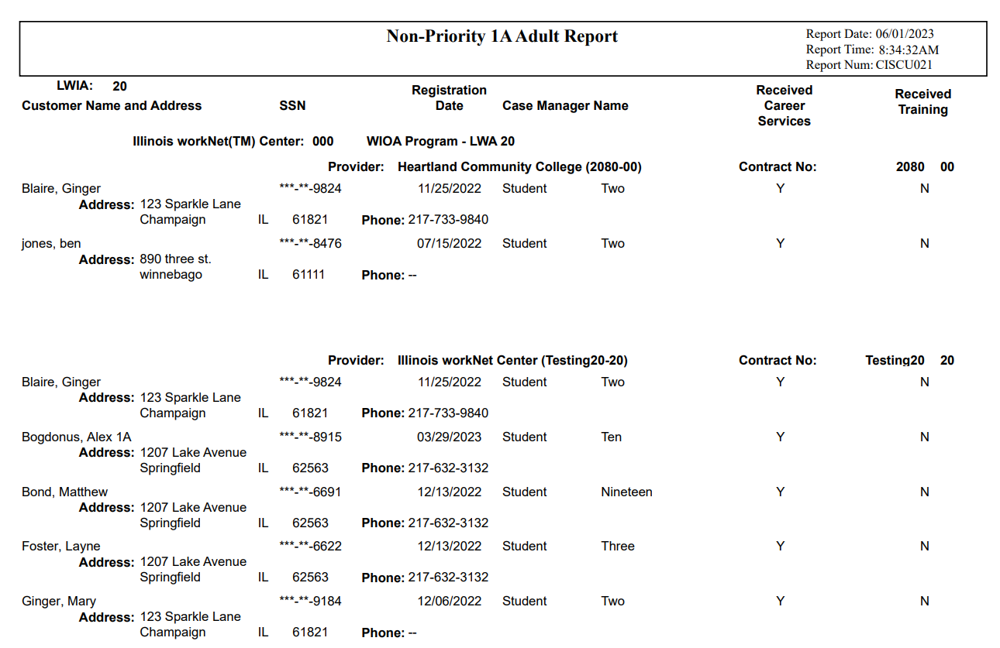 Non-Priority 1A Adult Report
Report Date: 06/01/2023
Report Time: 8:34:32AM
Report Num: CISCU021
LWIA: 20
Customer Name and Address SSN Registration Date Case Manager Name Received Career Services Received Training
Illinois workNet(TM) Center: 000 WIOA Program - LWA 20
Provider: Heartland Community College (2080-00) Contract No: 2080 00
Blaire, Ginger ***-**-9824 11/25/2022 Student Two Y N
Address: 123 Sparkle Lane
Champaign IL 61821 Phone: 217-733-9840
jones, ben ***-**-8476 07/15/2022 Student Two Y N
Address: 890 three st.
winnebago IL 61111 Phone: --
Provider: Illinois workNet Center (Testing20-20) Contract No: Testing20 20
Blaire, Ginger ***-**-9824 11/25/2022 Student Two Y N
Address: 123 Sparkle Lane
Champaign IL 61821 Phone: 217-733-9840
Bogdonus, Alex 1A ***-**-8915 03/29/2023 Student Ten Y N
Address: 1207 Lake Avenue
Springfield IL 62563 Phone: 217-632-3132
Bond, Matthew ***-**-6691 12/13/2022 Student Nineteen Y N
Address: 1207 Lake Avenue
Springfield IL 62563 Phone: 217-632-3132
Foster, Layne ***-**-6622 12/13/2022 Student Three Y N
Address: 1207 Lake Avenue
Springfield IL 62563 Phone: 217-632-3132
Ginger, Mary ***-**-9184 12/06/2022 Student Two Y N
Address: 123 Sparkle Lane
Champaign IL 61821 Phone: --